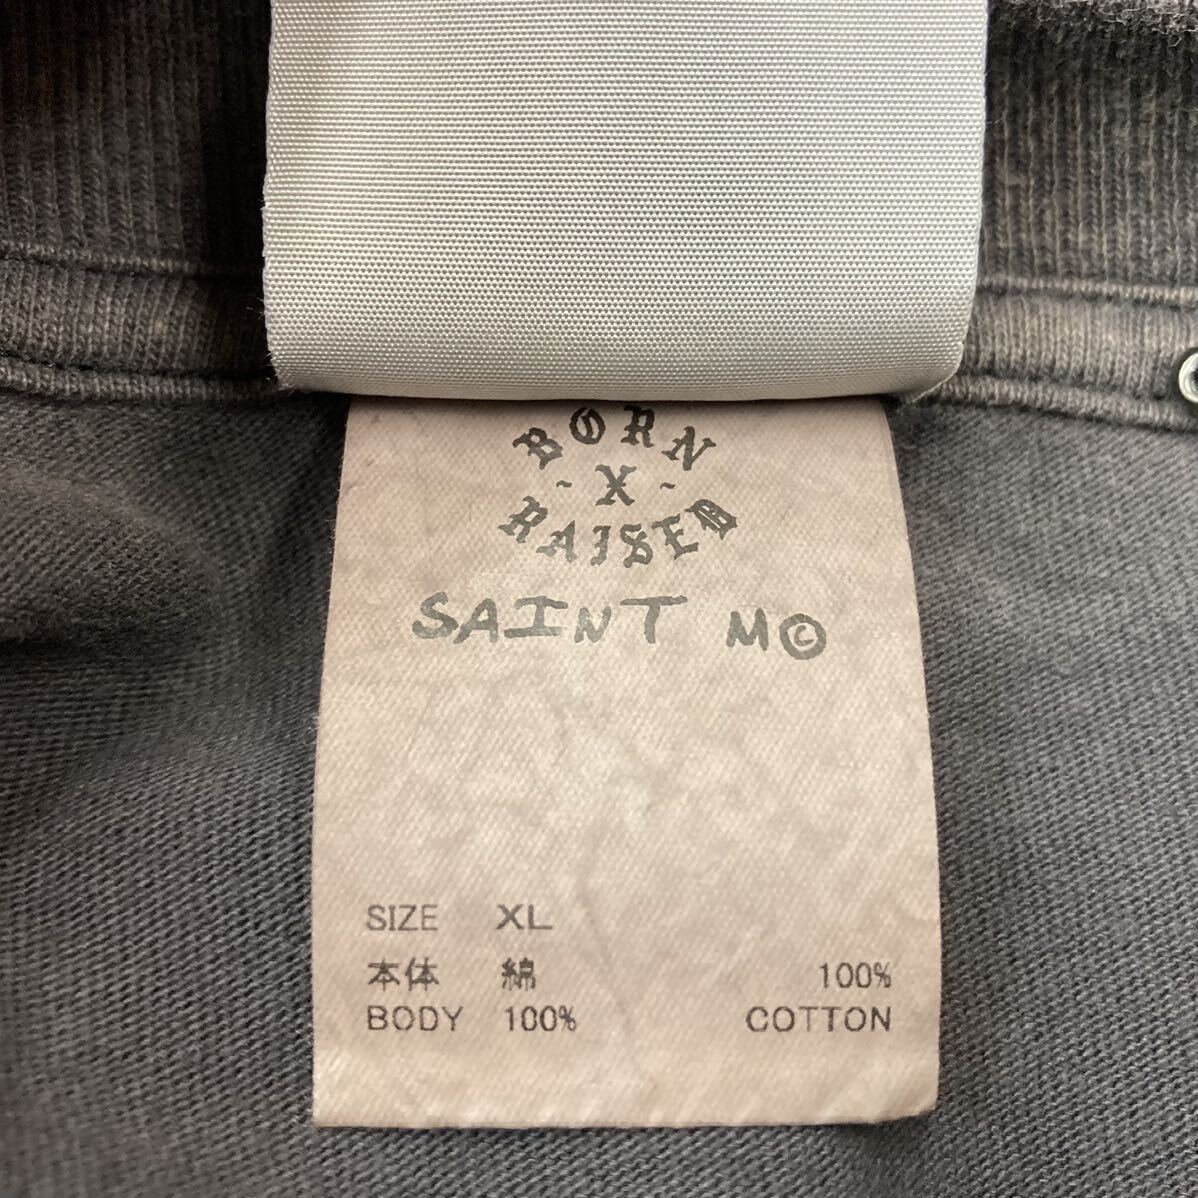 BORN
~ X ~
RAISED
SAINT M©
SIZE XL
本体 綿 100%
BODY 100% COTTON